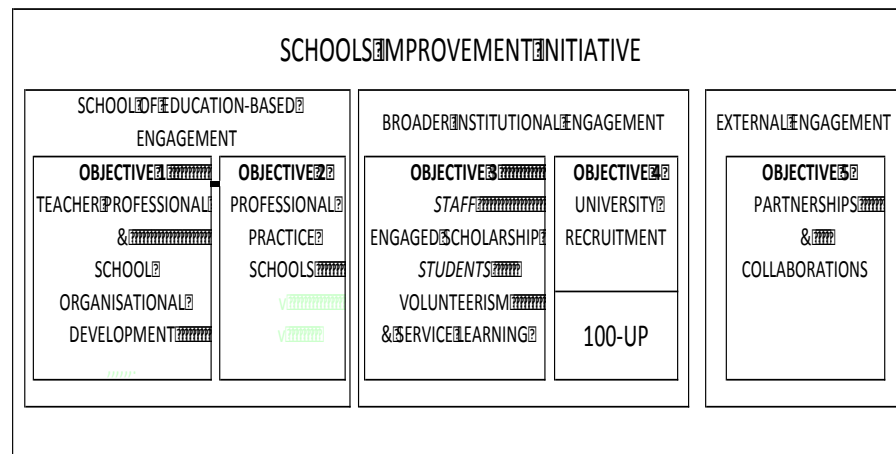 SCHOOLS IMPROVEMENT INITIATIVE
SCHOOL OF EDUCATION-BASED
ENGAGEMENT
OBJECTIVE 1
TEACHER PROFESSIONAL
&
SCHOOL
ORGANISATIONAL
DEVELOPMENT
OBJECTIVE 2
PROFESSIONAL
PRACTICE
SCHOOLS
BROADER INSTITUTIONAL ENGAGEMENT
OBJECTIVE 3
STAFF
ENGAGED SCHOLARSHIP
STUDENTS
VOLUNTEERISM
& SERVICE LEARNING
OBJECTIVE 4
UNIVERSITY
RECRUITMENT
100-UP
EXTERNAL ENGAGEMENT
OBJECTIVE 5
PARTNERSHIPS
&
COLLABORATIONS